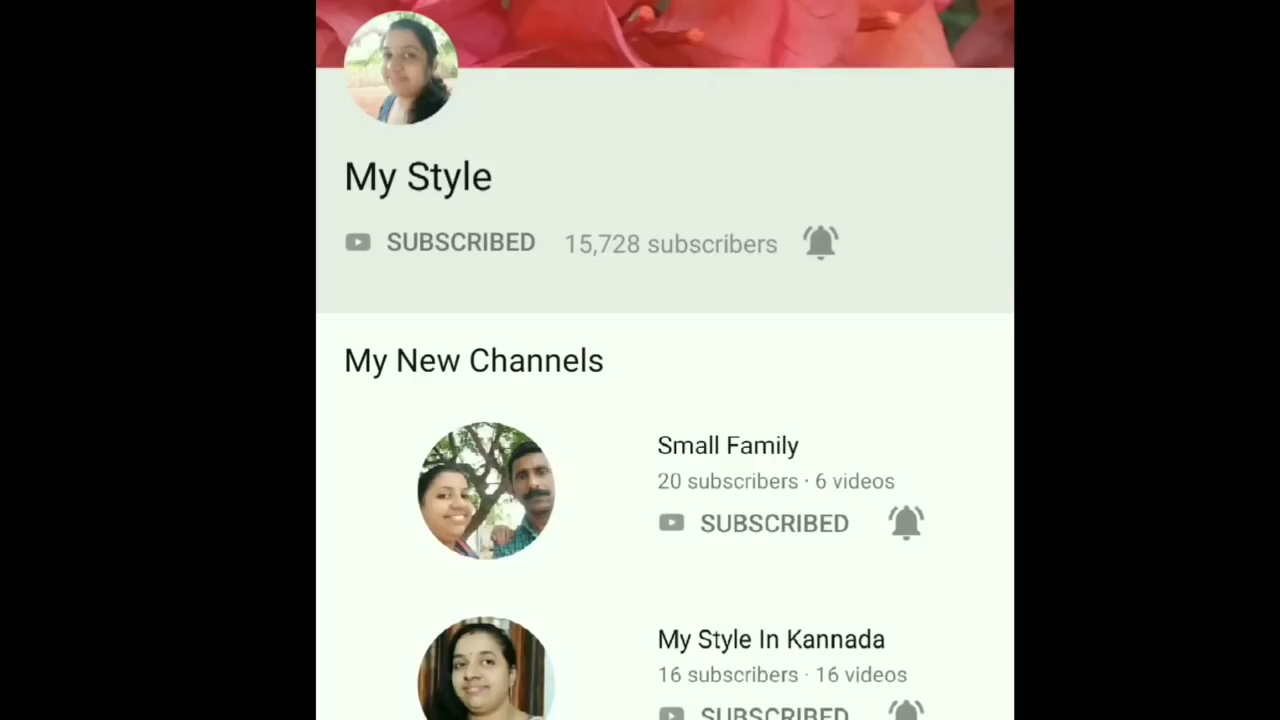 My Style
SUBSCRIBED 15,728 subscribers
My New Channels
Small Family
20 subscribers · 6 videos
SUBSCRIBED
My Style In Kannada
16 subscribers · 16 videos
SUBSCRIBED